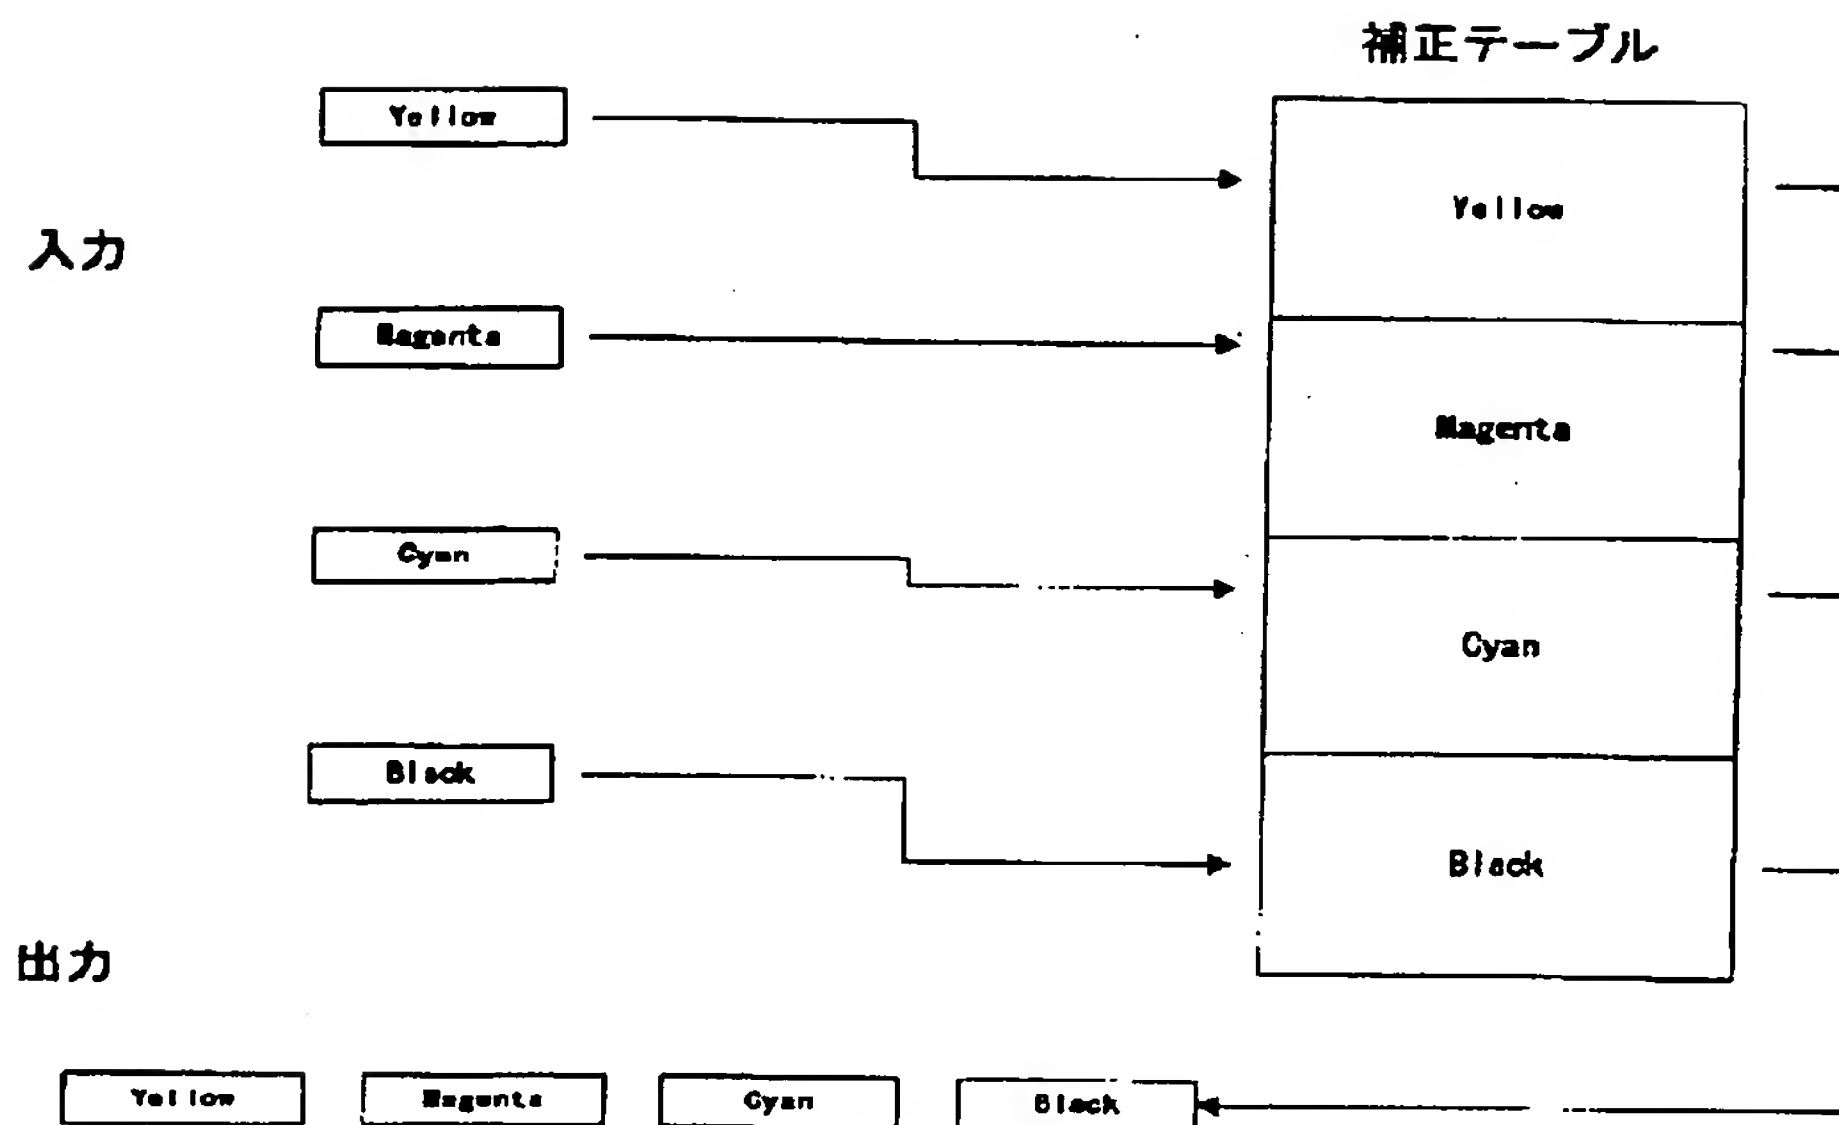 補正テーブル
Yellow
Yellow
入力
Magenta
Magenta
Cyan
Cyan
Black
Black
出力
Yellow
Magenta
Cyan
Black